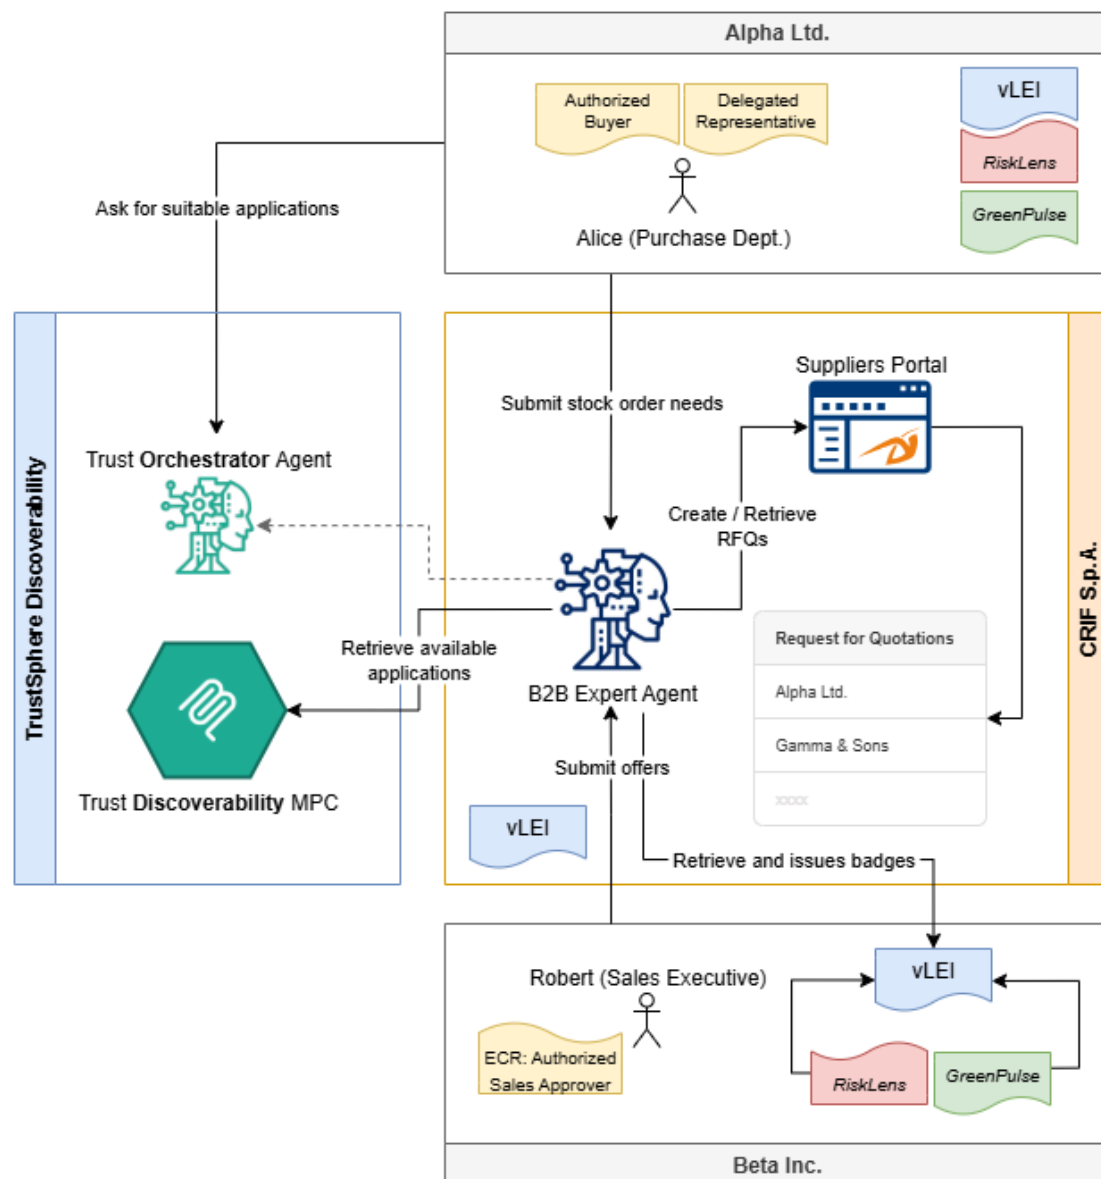 Alpha Ltd.
Authorized
Buyer
Delegated
Representative
vLEI
RiskLens
GreenPulse
Alice (Purchase Dept.)
Ask for suitable applications
TrustSphere Discoverability
Trust Orchestrator Agent
Retrieve available
applications
Trust Discoverability MPC
Submit stock order needs
Suppliers Portal
Create / Retrieve
RFQs
B2B Expert Agent
Request for Quotations
Alpha Ltd.
Gamma & Sons
xxxx
CRIF S.p.A.
Submit offers
vLEI
Retrieve and issues badges
Robert (Sales Executive)
ECR: Authorized
Sales Approver
vLEI
RiskLens
GreenPulse
Beta Inc.